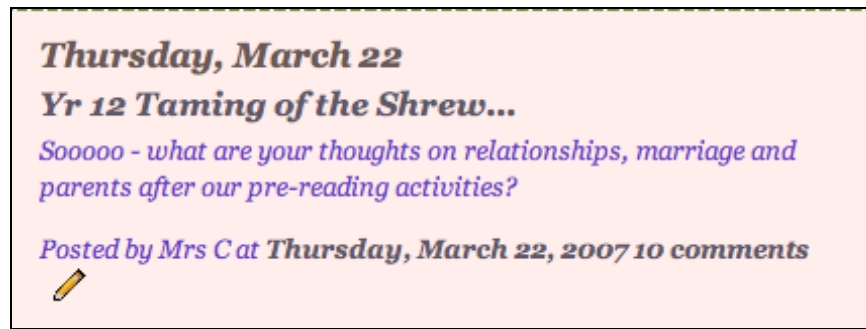 Thursday, March 22
Yr 12 Taming of the Shrew...
Sooooo - what are your thoughts on relationships, marriage and
parents after our pre-reading activities?
Posted by Mrs C at Thursday, March 22, 2007 10 comments